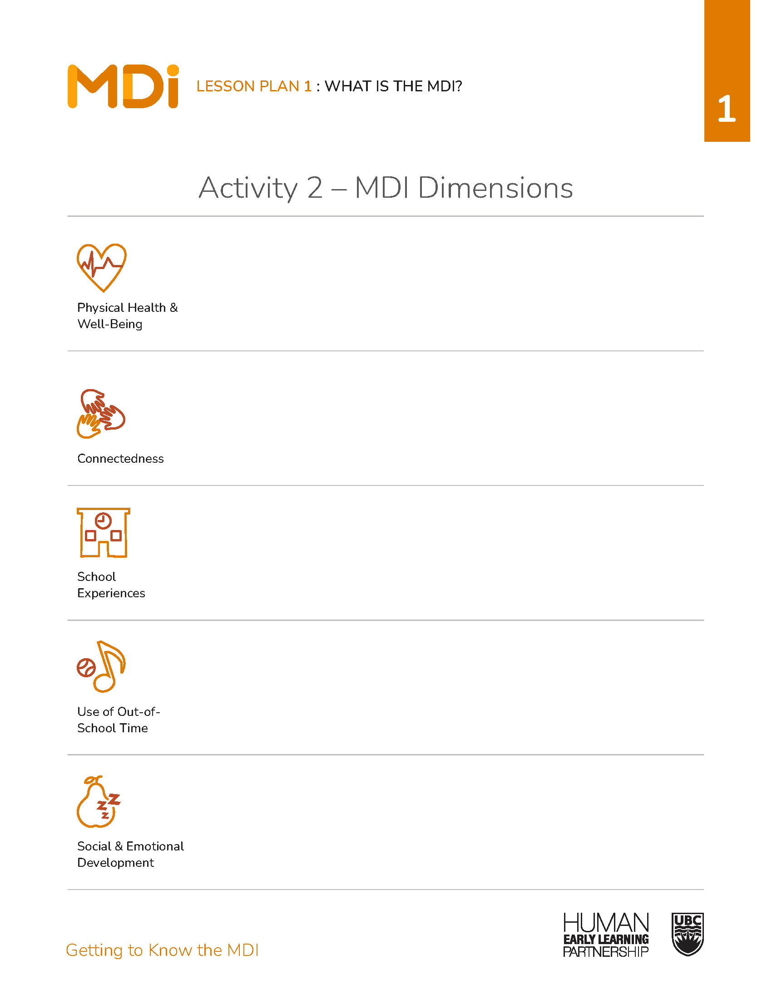 MDi
LESSON PLAN 1 : WHAT IS THE MDI?
1
Activity 2 – MDI Dimensions
Physical Health &
Well-Being
Connectedness
School
Experiences
Use of Out-of-
School Time
zzz
Social & Emotional
Development
Getting to Know the MDI
HUMAN
EARLY LEARNING
PARTNERSHIP
UBC